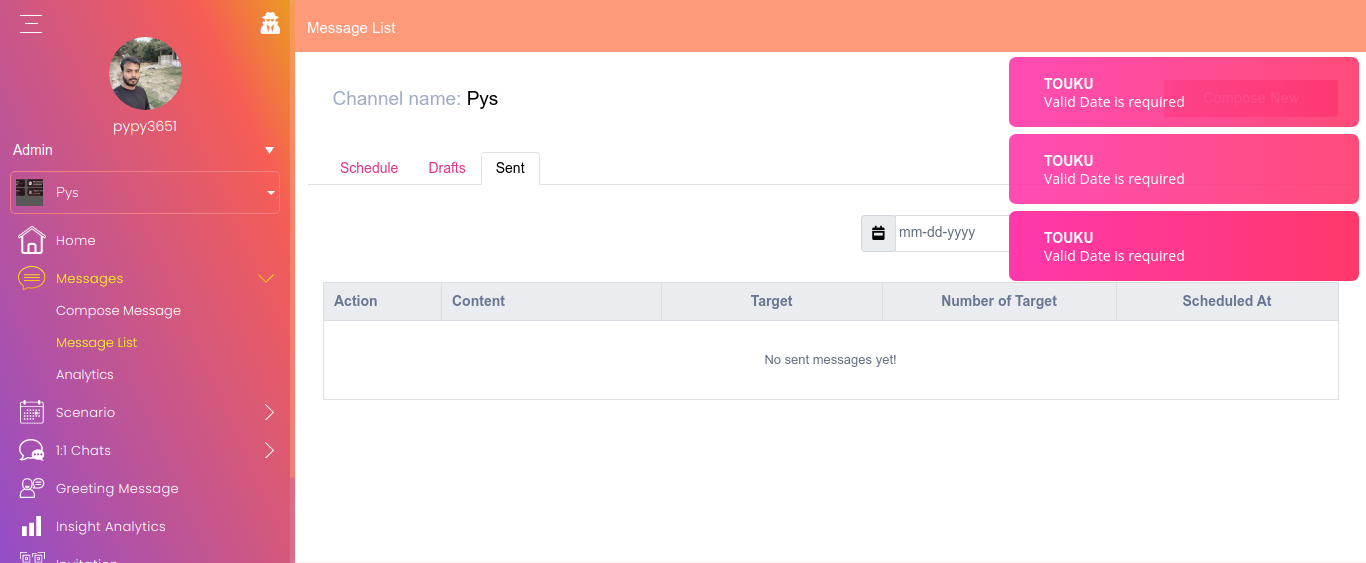 Message List
pypy3651
Admin
Pys
Home
Messages
Compose Message
Message List
Analytics
Scenario
1:1 Chats
Greeting Message
Insight Analytics
Invitation
Channel name: Pys
Compose New
TOUKU
Valid Date is required
TOUKU
Valid Date is required
TOUKU
Valid Date is required
Schedule Drafts Sent
mm-dd-yyyy
Action Content Target Number of Target Scheduled At
No sent messages yet!